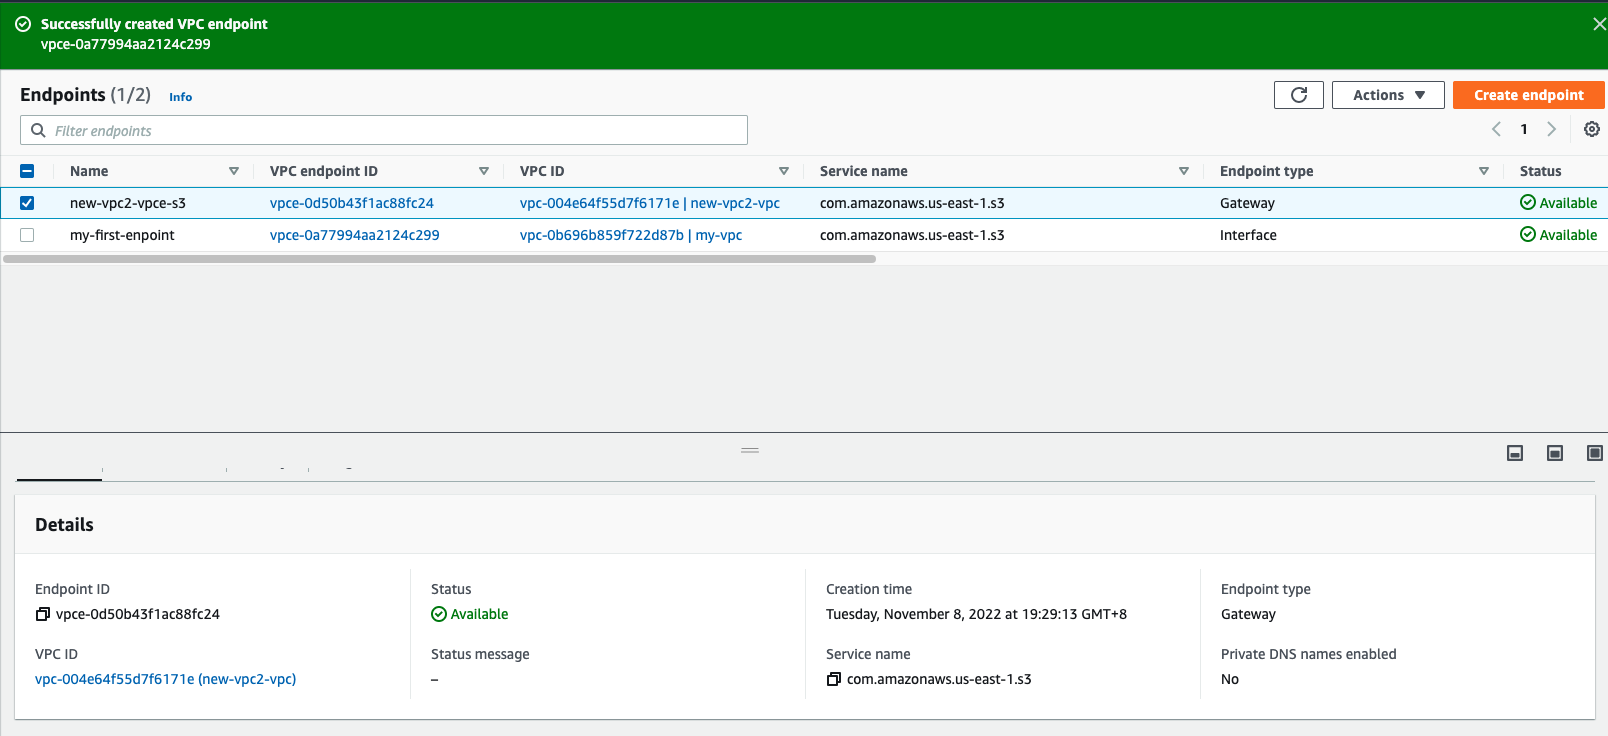 Successfully created VPC endpoint
vpce-0a77994aa2124c299
Endpoints (1/2) Info
Actions
Create endpoint
Filter endpoints
1
Name VPC endpoint ID VPC ID Service name Endpoint type Status
new-vpc2-vpce-s3 vpce-0d50b43f1ac88fc24 vpc-004e64f55d7f6171e | new-vpc2-vpc com.amazonaws.us-east-1.s3 Gateway Available
my-first-enpoint vpce-0a77994aa2124c299 vpc-0b696b859f722d87b | my-vpc com.amazonaws.us-east-1.s3 Interface Available
Details
Endpoint ID Status Creation time Endpoint type
vpce-0d50b43f1ac88fc24 Available Tuesday, November 8, 2022 at 19:29:13 GMT+8 Gateway
VPC ID Status message Service name Private DNS names enabled
vpc-004e64f55d7f6171e (new-vpc2-vpc) – com.amazonaws.us-east-1.s3 No